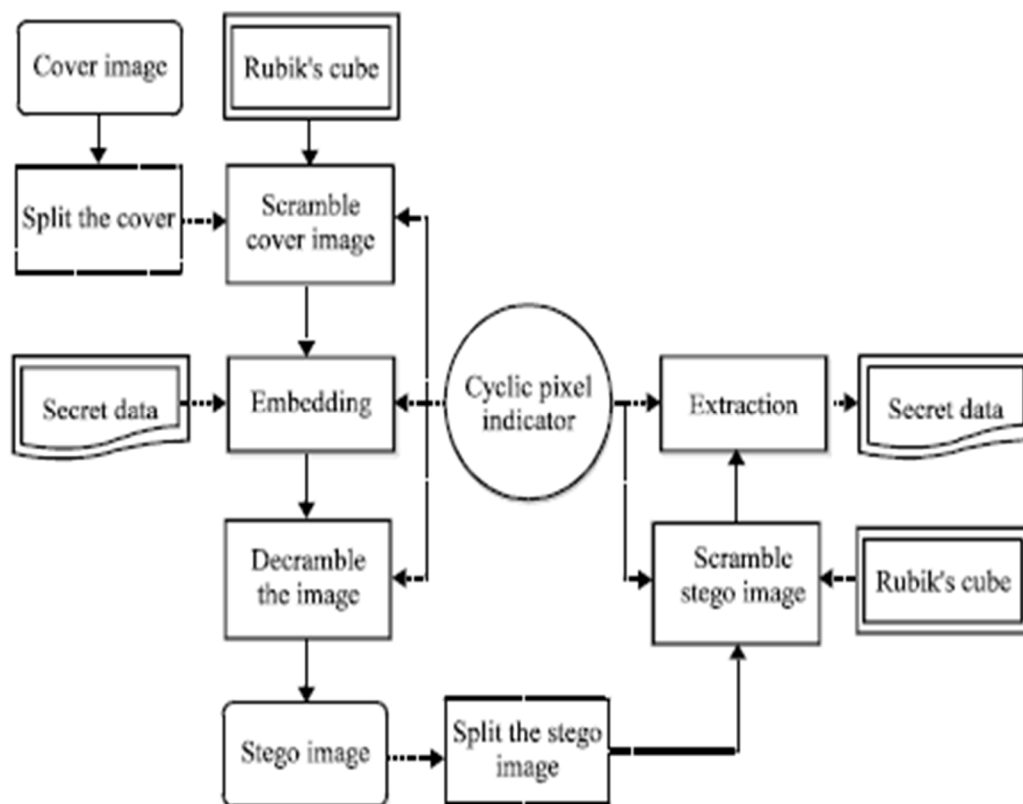 Cover image
Rubik's cube
Split the cover
Scramble
cover image
Secret data
Embedding
Cyclic pixel
indicator
Extraction
Secret data
Decramble
the image
Scramble
stego image
Rubik's cube
Stego image
Split the stego
image